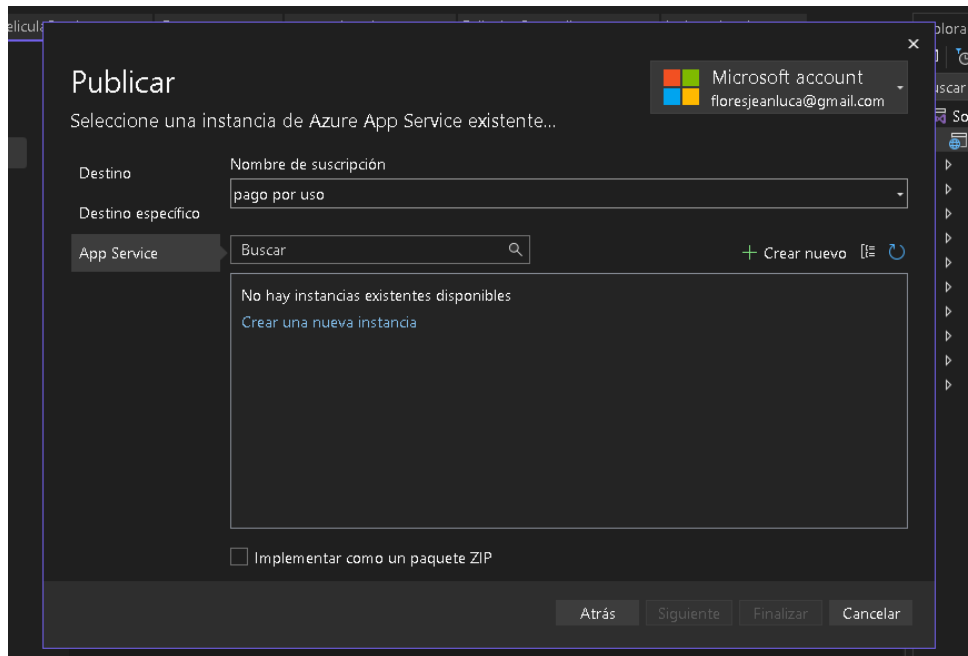 Publicar
Microsoft account
floresjeanluca@gmail.com
Seleccione una instancia de Azure App Service existente...
Destino
Destino específico
App Service
Nombre de suscripción
pago por uso
Buscar
Crear nuevo
No hay instancias existentes disponibles
Crear una nueva instancia
Implementar como un paquete ZIP
Atrás
Siguiente
Finalizar
Cancelar